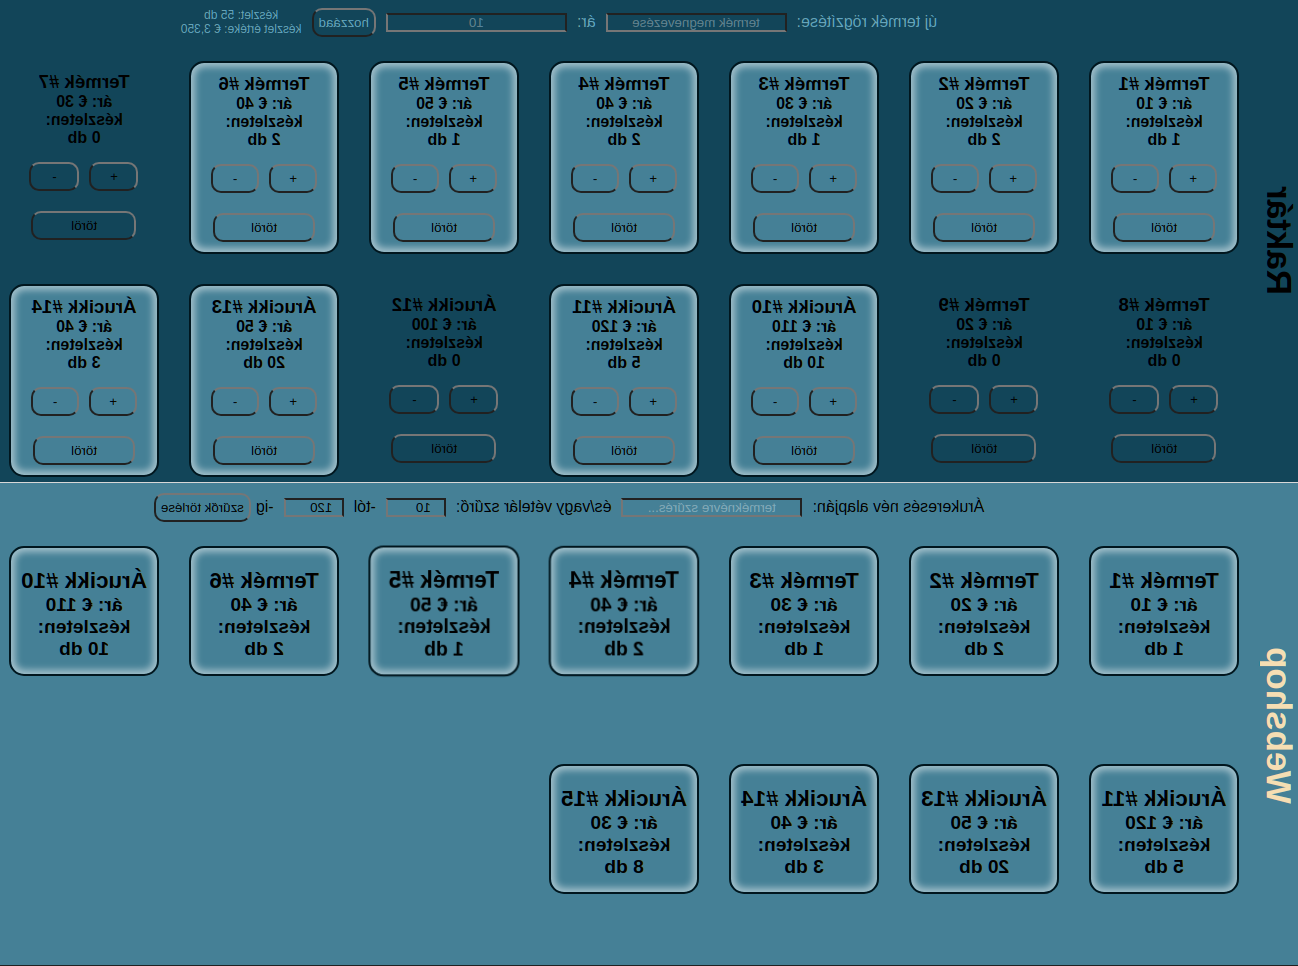 új termék rögzítése: termék megnevezése ár: 10 hozzáad
készlet: 55 db
készlet értéke: € 3,350
Raktár
Termék #1
ár: € 10
készleten:
1 db
+ -
töröl
Termék #2
ár: € 20
készleten:
2 db
+ -
töröl
Termék #3
ár: € 30
készleten:
1 db
+ -
töröl
Termék #4
ár: € 40
készleten:
2 db
+ -
töröl
Termék #5
ár: € 50
készleten:
1 db
+ -
töröl
Termék #6
ár: € 40
készleten:
2 db
+ -
töröl
Termék #7
ár: € 30
készleten:
0 db
+ -
töröl
Termék #8
ár: € 10
készleten:
0 db
+ -
töröl
Termék #9
ár: € 20
készleten:
0 db
+ -
töröl
Árucikk #10
ár: € 110
készleten:
10 db
+ -
töröl
Árucikk #11
ár: € 120
készleten:
5 db
+ -
töröl
Árucikk #12
ár: € 100
készleten:
0 db
+ -
töröl
Árucikk #13
ár: € 50
készleten:
20 db
+ -
töröl
Árucikk #14
ár: € 40
készleten:
3 db
+ -
töröl
Árukeresés név alapján: terméknévre szűrés... és/vagy vételár szűrő: 10 -tól 120 -ig szűrők törlése
Webshop
Termék #1
ár: € 10
készleten:
1 db
Termék #2
ár: € 20
készleten:
2 db
Termék #3
ár: € 30
készleten:
1 db
Termék #4
ár: € 40
készleten:
2 db
Termék #5
ár: € 50
készleten:
1 db
Termék #6
ár: € 40
készleten:
2 db
Árucikk #10
ár: € 110
készleten:
10 db
Árucikk #11
ár: € 120
készleten:
5 db
Árucikk #13
ár: € 50
készleten:
20 db
Árucikk #14
ár: € 40
készleten:
3 db
Árucikk #15
ár: € 30
készleten:
8 db